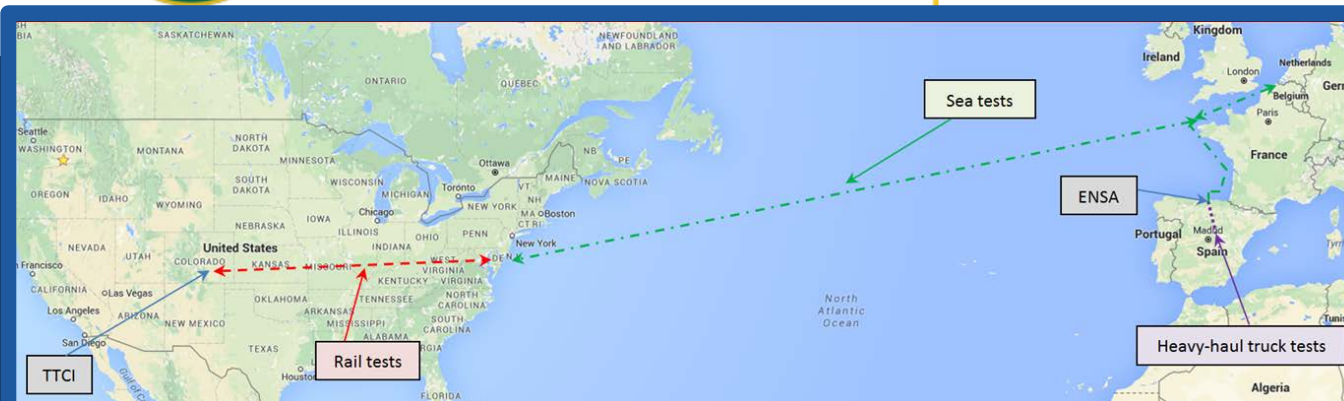 SASKATCHEWAN
NEWFOUNDLAND
AND LABRADOR
Kingdom
Ireland
Netherlands
London
Belgium
Paris
France
ONTARIO
QUEBEC
Sea tests
Seattle
WASHINGTON
MONTANA
NORTH
DAKOTA
MINNESOTA
Ottawa
NB
PE
MAINE
NOVA SCOTIA
OREGON
IDAHO
WYOMING
SOUTH
DAKOTA
WISCONSIN
MICHIGAN
Toronto
VT
NH
NEW YORK
MA
Boston
CT RI
ENSA
NEBRASKA
IOWA
Chicago
ILLINOIS
INDIANA
OHIO
PENN
New York
Portugal
Madrid
Spain
NEVADA
UTAH
United States
COLORADO
KANSAS
MISSOURI
WEST
VIRGINIA
DE
Francisco
CALIFORNIA
Las Vegas
KENTUCKY
VIRGINIA
Los Angeles
ARIZONA
NEW MEXICO
OKLAHOMA
ARKANSAS
TENNESSEE
NORTH
CAROLINA
North
Atlantic
Ocean
San Diego
TEXAS
MISSISSIPPI
ALABAMA
SOUTH
CAROLINA
TTCI
Rail tests
Heavy-haul truck tests
Houston
FLORIDA
Algeria